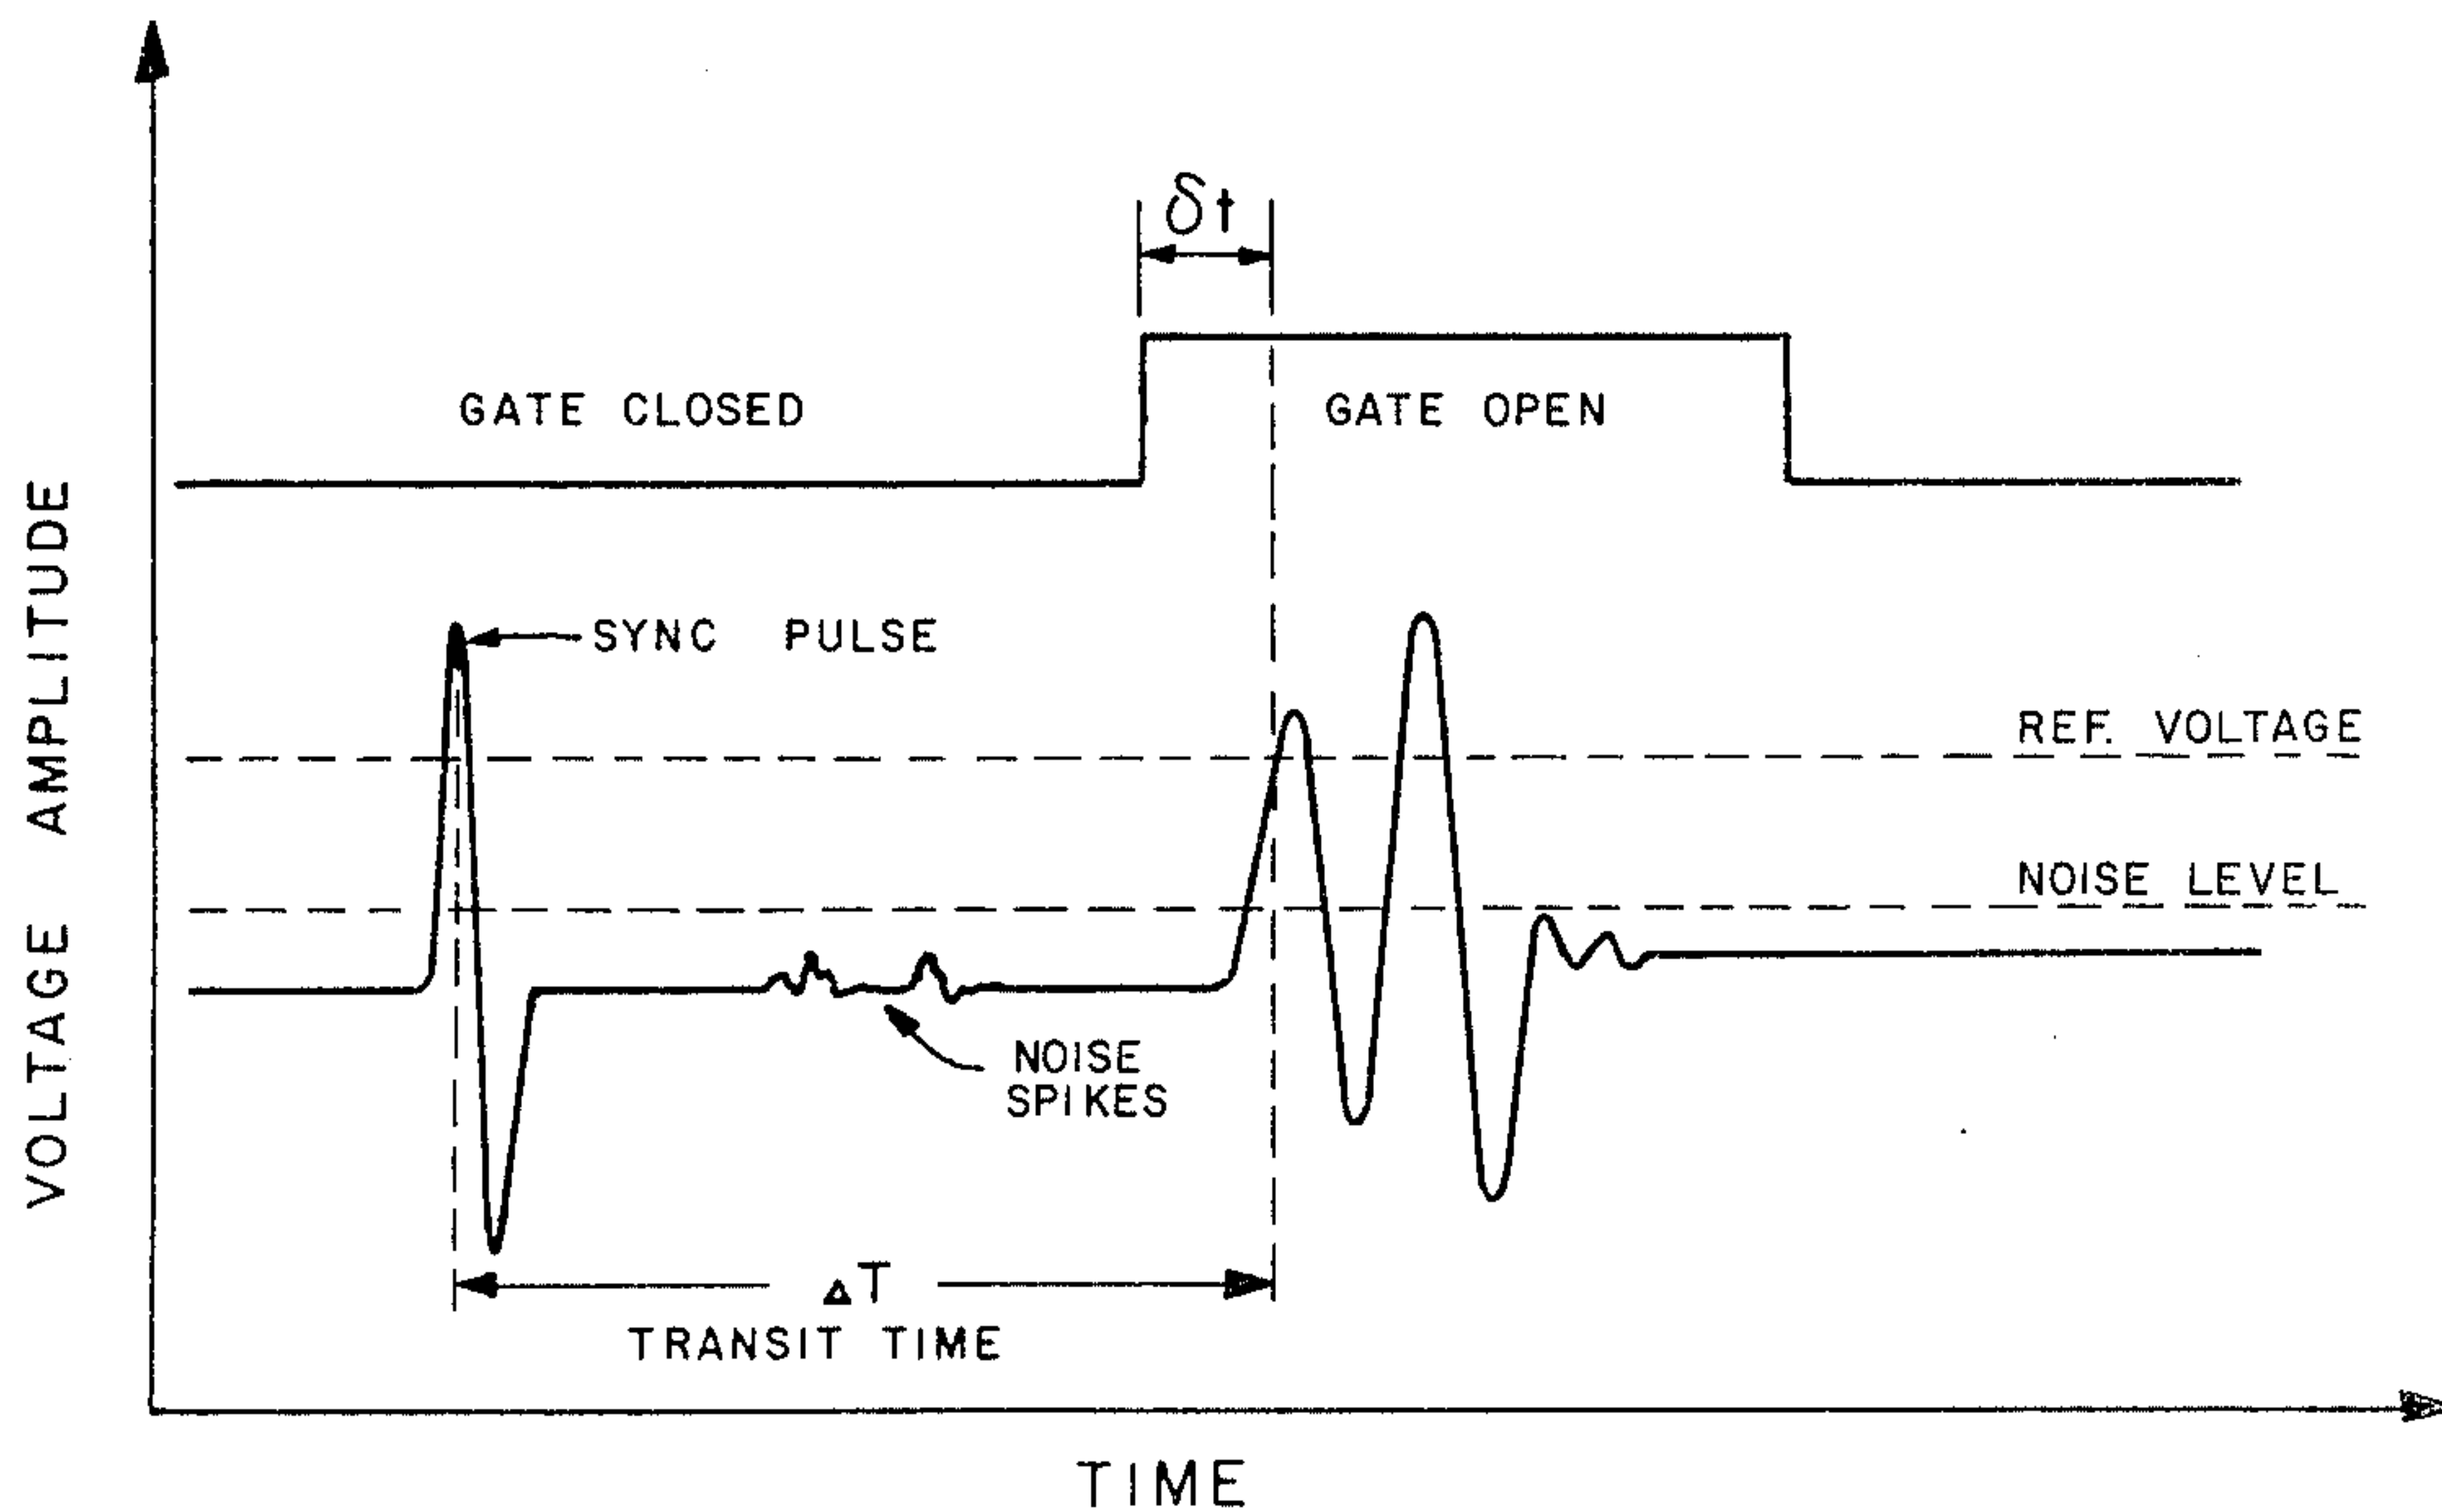 δt
GATE CLOSED
GATE OPEN
SYNC PULSE
REF. VOLTAGE
NOISE LEVEL
NOISE
SPIKES
ΔT
TRANSIT TIME
TIME
VOLTAGE AMPLITUDE